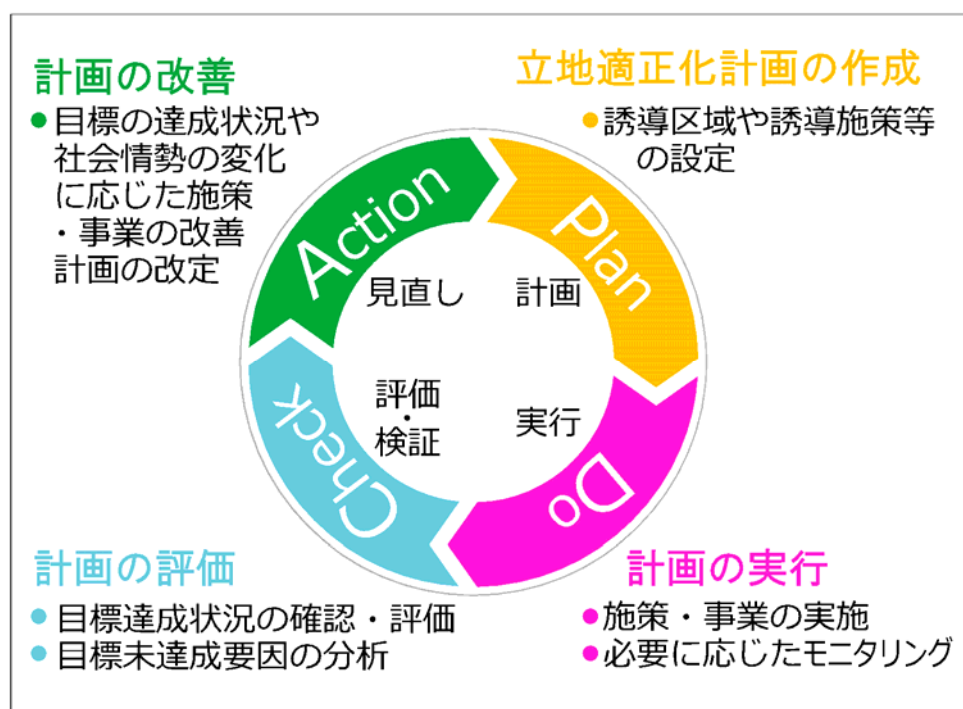 計画の改善
●目標の達成状況や
社会情勢の変化
に応じた施策
・事業の改善
計画の改定
立地適正化計画の作成
●誘導区域や誘導施策等
の設定
Action
Plan
見直し
計画
Check
Do
評価
・
検証
実行
計画の評価
●目標達成状況の確認・評価
●目標未達成要因の分析
計画の実行
●施策・事業の実施
●必要に応じたモニタリング